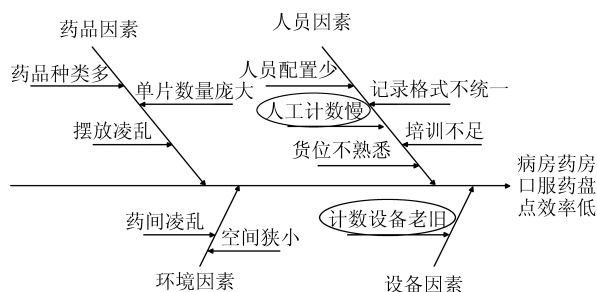 药品因素
人员因素
药品种类多
人员配置少
单片数量庞大
记录格式不统一
人工计数慢
摆放凌乱
培训不足
货位不熟悉
病房药房
口服药盘
点效率低
药间凌乱
计数设备老旧
空间狭小
环境因素
设备因素